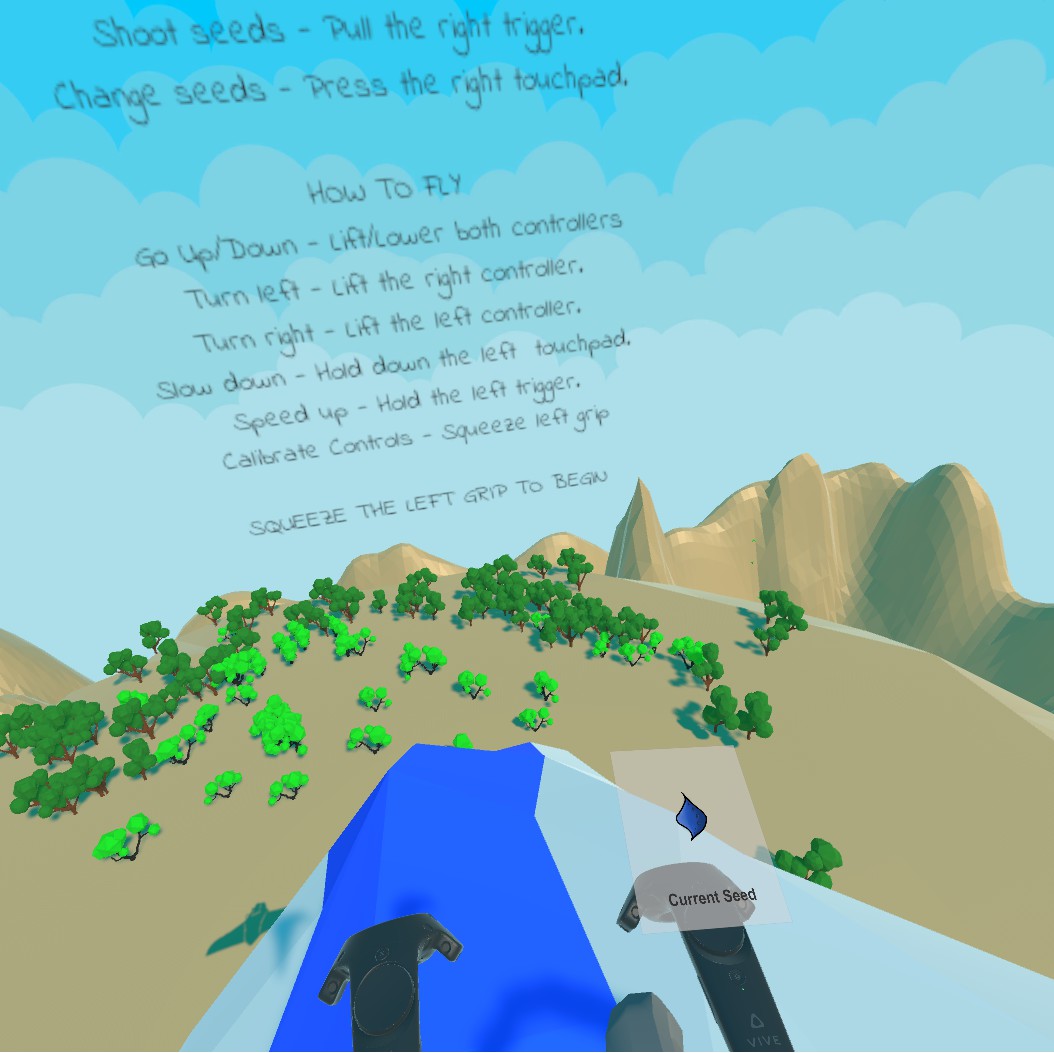 Shoot seeds - Pull the right trigger.
Change seeds - Press the right touchpad.
HOW TO FLY
Go Up/Down - Lift/Lower both controllers
Turn left - Lift the right controller.
Turn right - Lift the left controller.
Slow down - Hold down the left touchpad.
Speed up - Hold the left trigger.
Calibrate Controls - Squeeze left grip
SQUEEZE THE LEFT GRIP TO BEGIN
Current Seed
VIVE